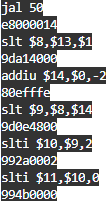 jal 50
e8000014
slt $8,$13,$1
9da14000
addiu $14,$0,-2
80efffe
slt $9,$8,$14
9d0e4800
slti $10,$9,2
992a0002
slti $11,$10,0
994b0000